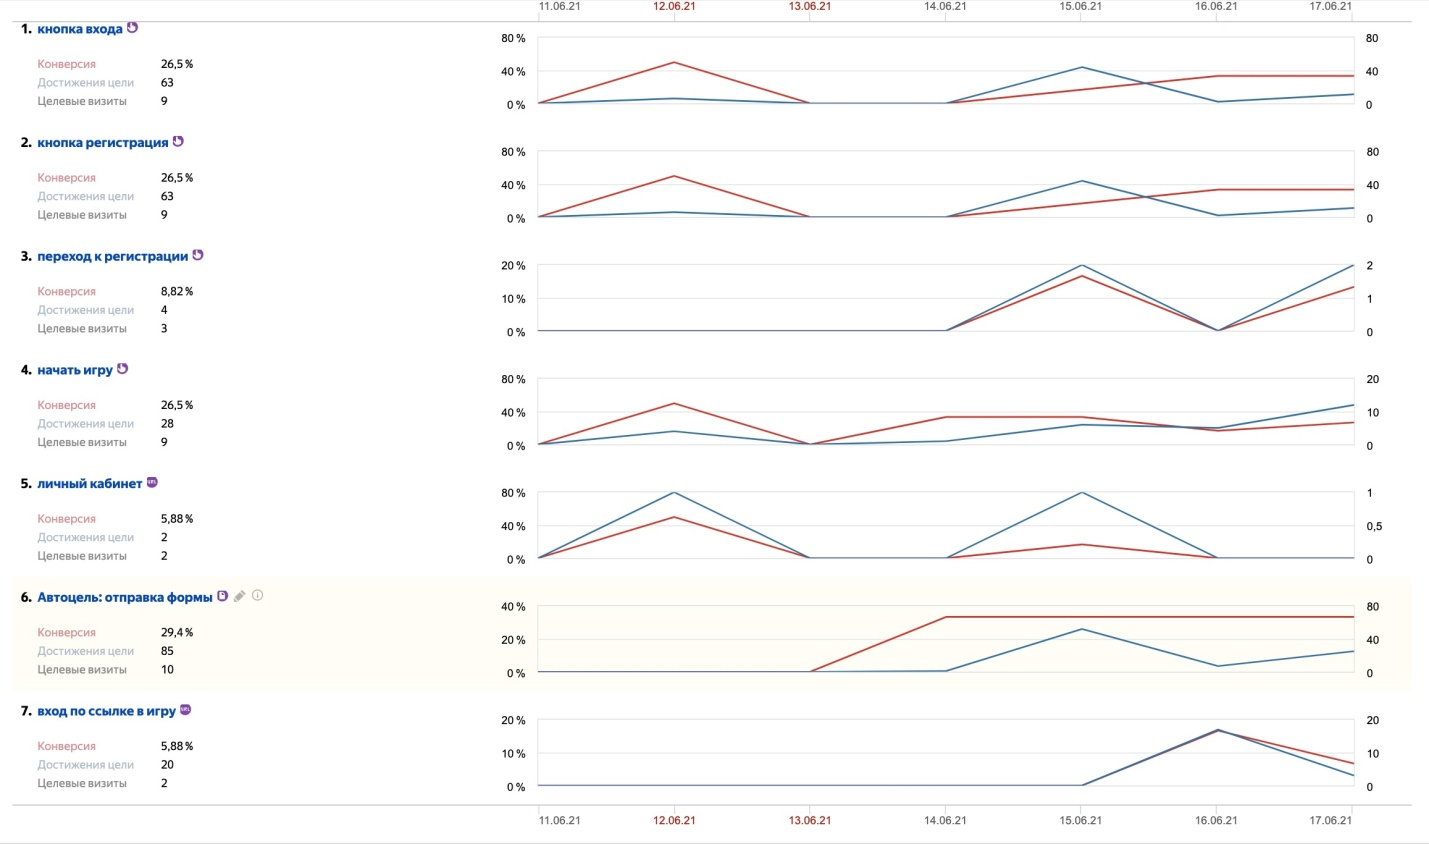 11.06.21 12.06.21 13.06.21 14.06.21 15.06.21 16.06.21 17.06.21
1. кнопка входа
Конверсия 26,5 %
Достижения цели 63
Целевые визиты 9
80 % 80
40 % 40
0 % 0
2. кнопка регистрация
Конверсия 26,5 %
Достижения цели 63
Целевые визиты 9
80 % 80
40 % 40
0 % 0
3. переход к регистрации
Конверсия 8,82 %
Достижения цели 4
Целевые визиты 3
20 % 2
10 % 1
0 % 0
4. начать игру
Конверсия 26,5 %
Достижения цели 28
Целевые визиты 9
80 % 20
40 % 10
0 % 0
5. личный кабинет URL
Конверсия 5,88 %
Достижения цели 2
Целевые визиты 2
80 % 1
40 % 0,5
0 % 0
6. Автоцель: отправка формы
Конверсия 29,4 %
Достижения цели 85
Целевые визиты 10
40 % 80
20 % 40
0 % 0
7. вход по ссылке в игру URL
Конверсия 5,88 %
Достижения цели 20
Целевые визиты 2
20 % 20
10 % 10
0 % 0
11.06.21 12.06.21 13.06.21 14.06.21 15.06.21 16.06.21 17.06.21